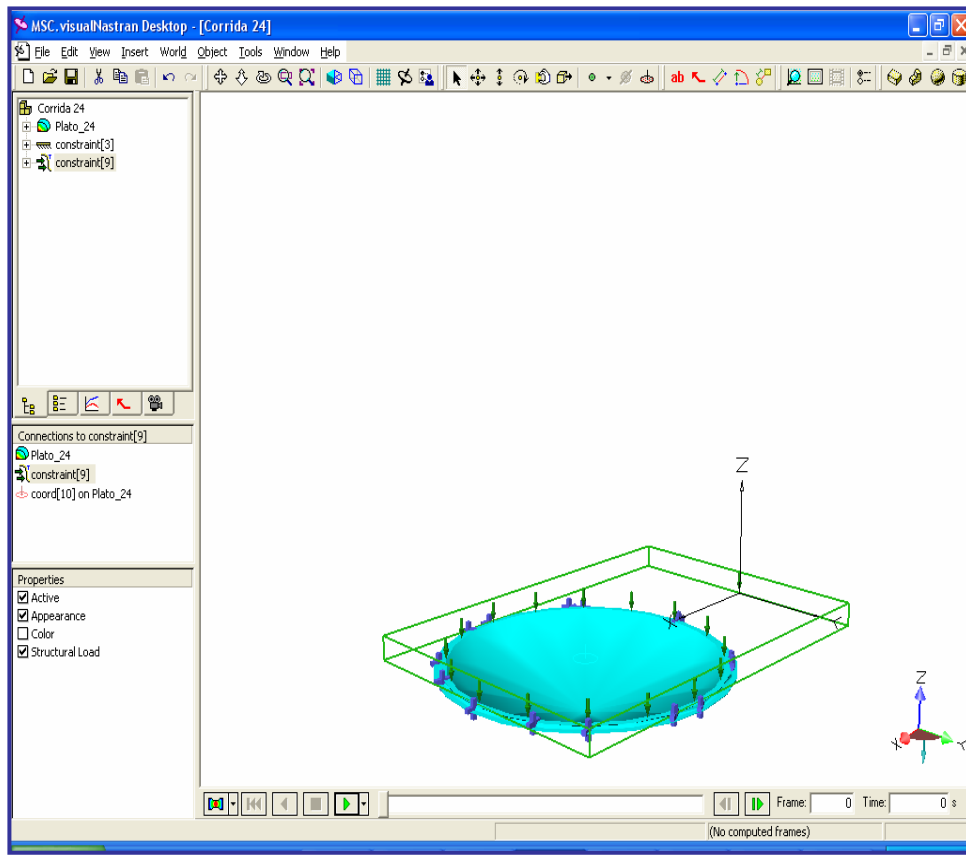 MSC.visualNastran Desktop - [Corrida 24]
File Edit View Insert World Object Tools Window Help
ab
Corrida 24
Plato_24
constraint[3]
constraint[9]
Connections to constraint[9]
Plato_24
constraint[9]
coord[10] on Plato_24
Properties
Active
Appearance
Color
Structural Load
Z
X
Y
Z
X
Y
Frame: 0 Time: 0 s
(No computed frames)